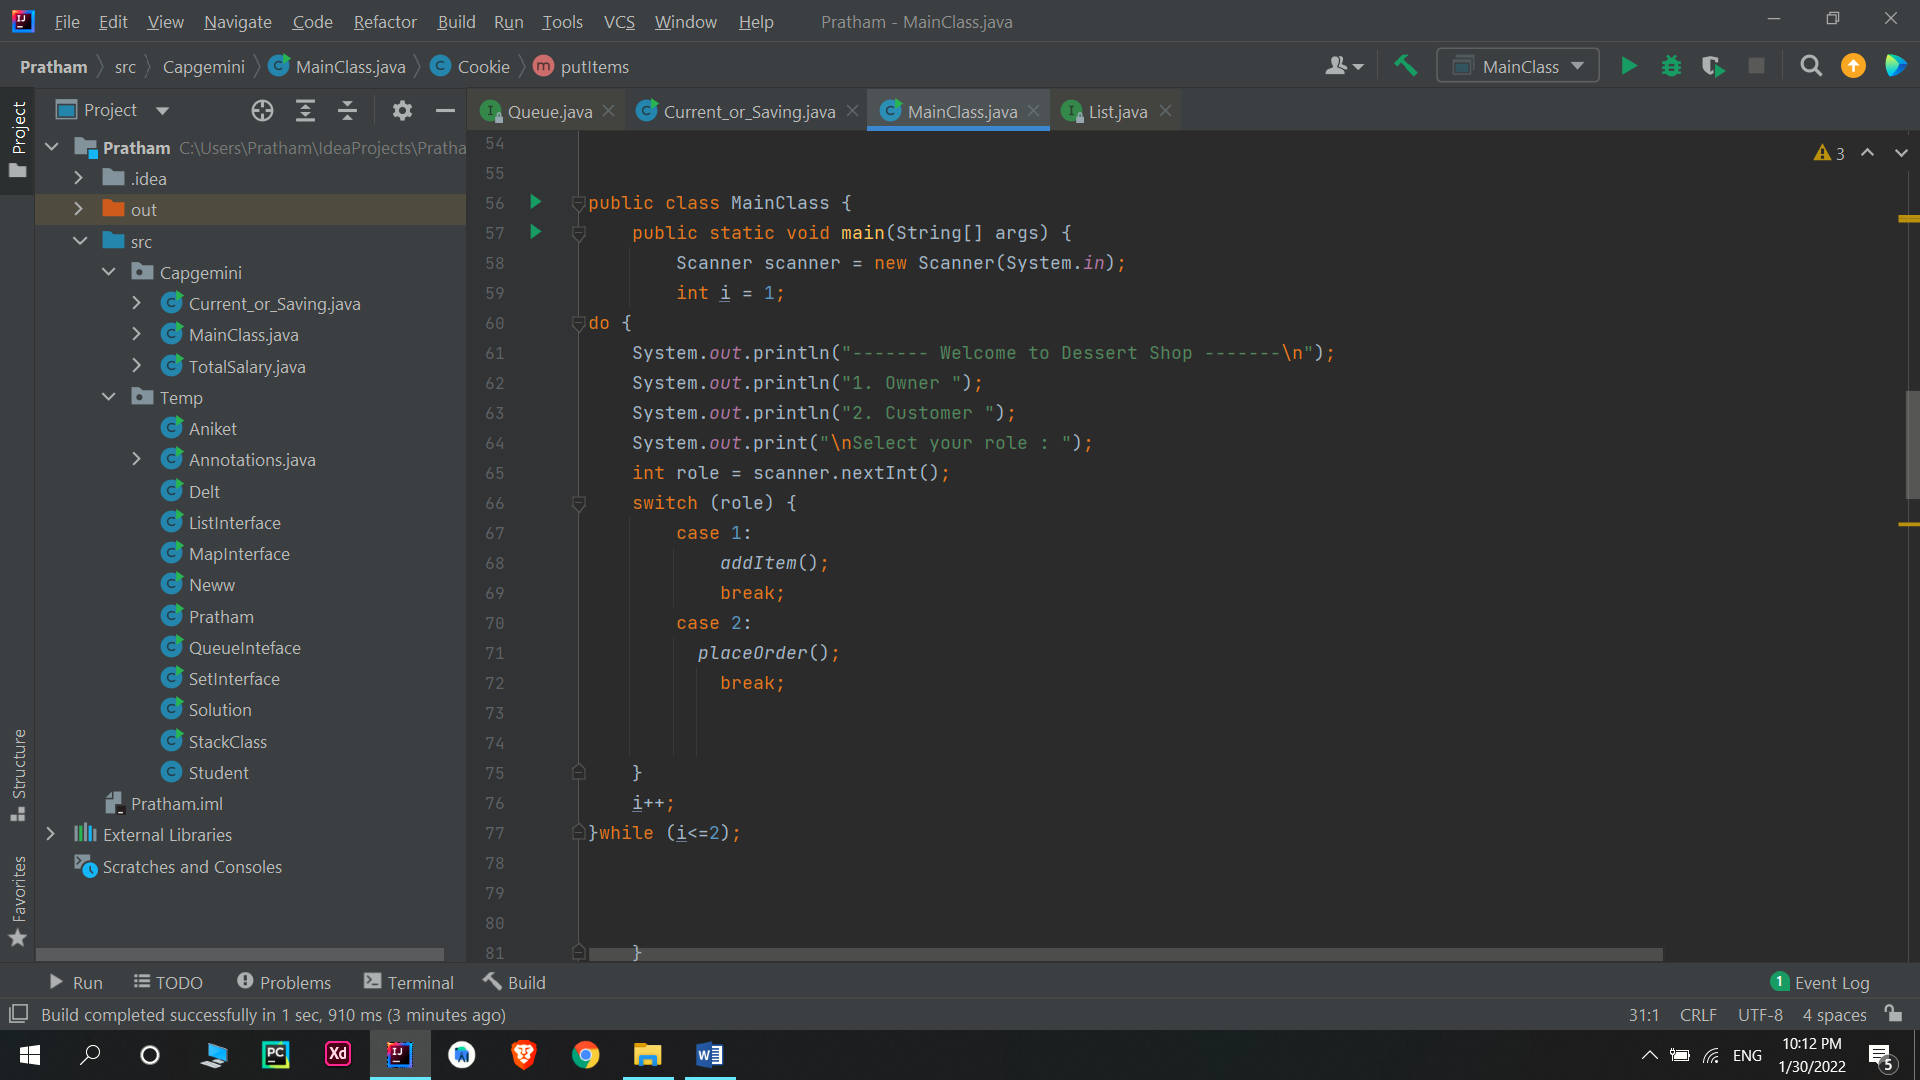 File Edit View Navigate Code Refactor Build Run Tools VCS Window Help Pratham - MainClass.java
Pratham src Capgemini MainClass.java Cookie putItems MainClass
Project
Project
Queue.java Current_or_Saving.java MainClass.java List.java
Pratham C:\Users\Pratham\IdeaProjects\Pratha
.idea
out
src
Capgemini
Current_or_Saving.java
MainClass.java
TotalSalary.java
Temp
Aniket
Annotations.java
Delt
ListInterface
MapInterface
Neww
Pratham
QueueInteface
SetInterface
Solution
StackClass
Student
Pratham.iml
External Libraries
Scratches and Consoles
Structure
Favorites
3
54
55
56 public class MainClass {
57 public static void main(String[] args) {
58 Scanner scanner = new Scanner(System.in);
59 int i = 1;
60 do {
61 System.out.println("------- Welcome to Dessert Shop -------\n");
62 System.out.println("1. Owner ");
63 System.out.println("2. Customer ");
64 System.out.print("\nSelect your role : ");
65 int role = scanner.nextInt();
66 switch (role) {
67 case 1:
68 addItem();
69 break;
70 case 2:
71 placeOrder();
72 break;
73
74
75 }
76 i++;
77 }while (i<=2);
78
79
80
81 }
Run TODO Problems Terminal Build 1 Event Log
Build completed successfully in 1 sec, 910 ms (3 minutes ago) 31:1 CRLF UTF-8 4 spaces
PC Xd IJ W ENG 10:12 PM
1/30/2022 5